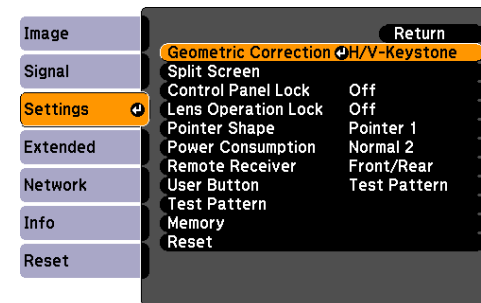 Image
Signal
Settings
Extended
Network
Info
Reset
Return
Geometric Correction H/V-Keystone
Split Screen
Control Panel Lock Off
Lens Operation Lock Off
Pointer Shape Pointer 1
Power Consumption Normal 2
Remote Receiver Front/Rear
User Button Test Pattern
Test Pattern
Memory
Reset